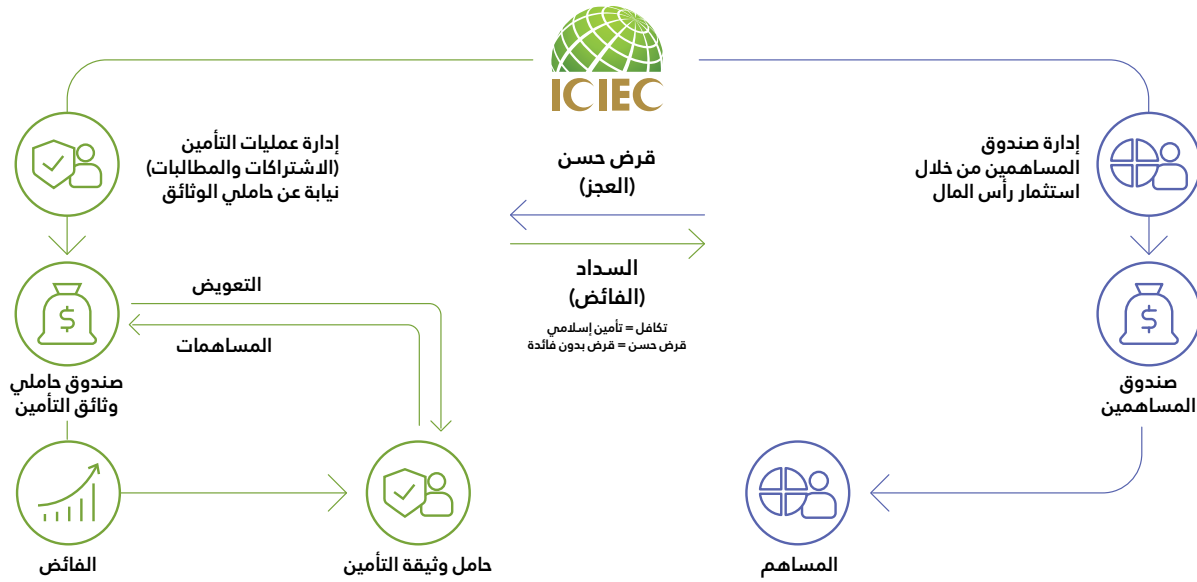 ICIEC
إدارة صندوق
المساهمين من خلال
استثمار رأس المال
قرض حسن
(العجز)
إدارة عمليات التأمين
(الاشتراكات والمطالبات)
نيابة عن حاملي الوثائق
السداد
(الفائض)
تكافل = تأمين إسلامي
قرض حسن = قرض بدون فائدة
التعويض
المساهمات
$
$
صندوق
المساهمين
صندوق حاملي
وثائق التأمين
المساهم
حامل وثيقة التأمين
الفائض